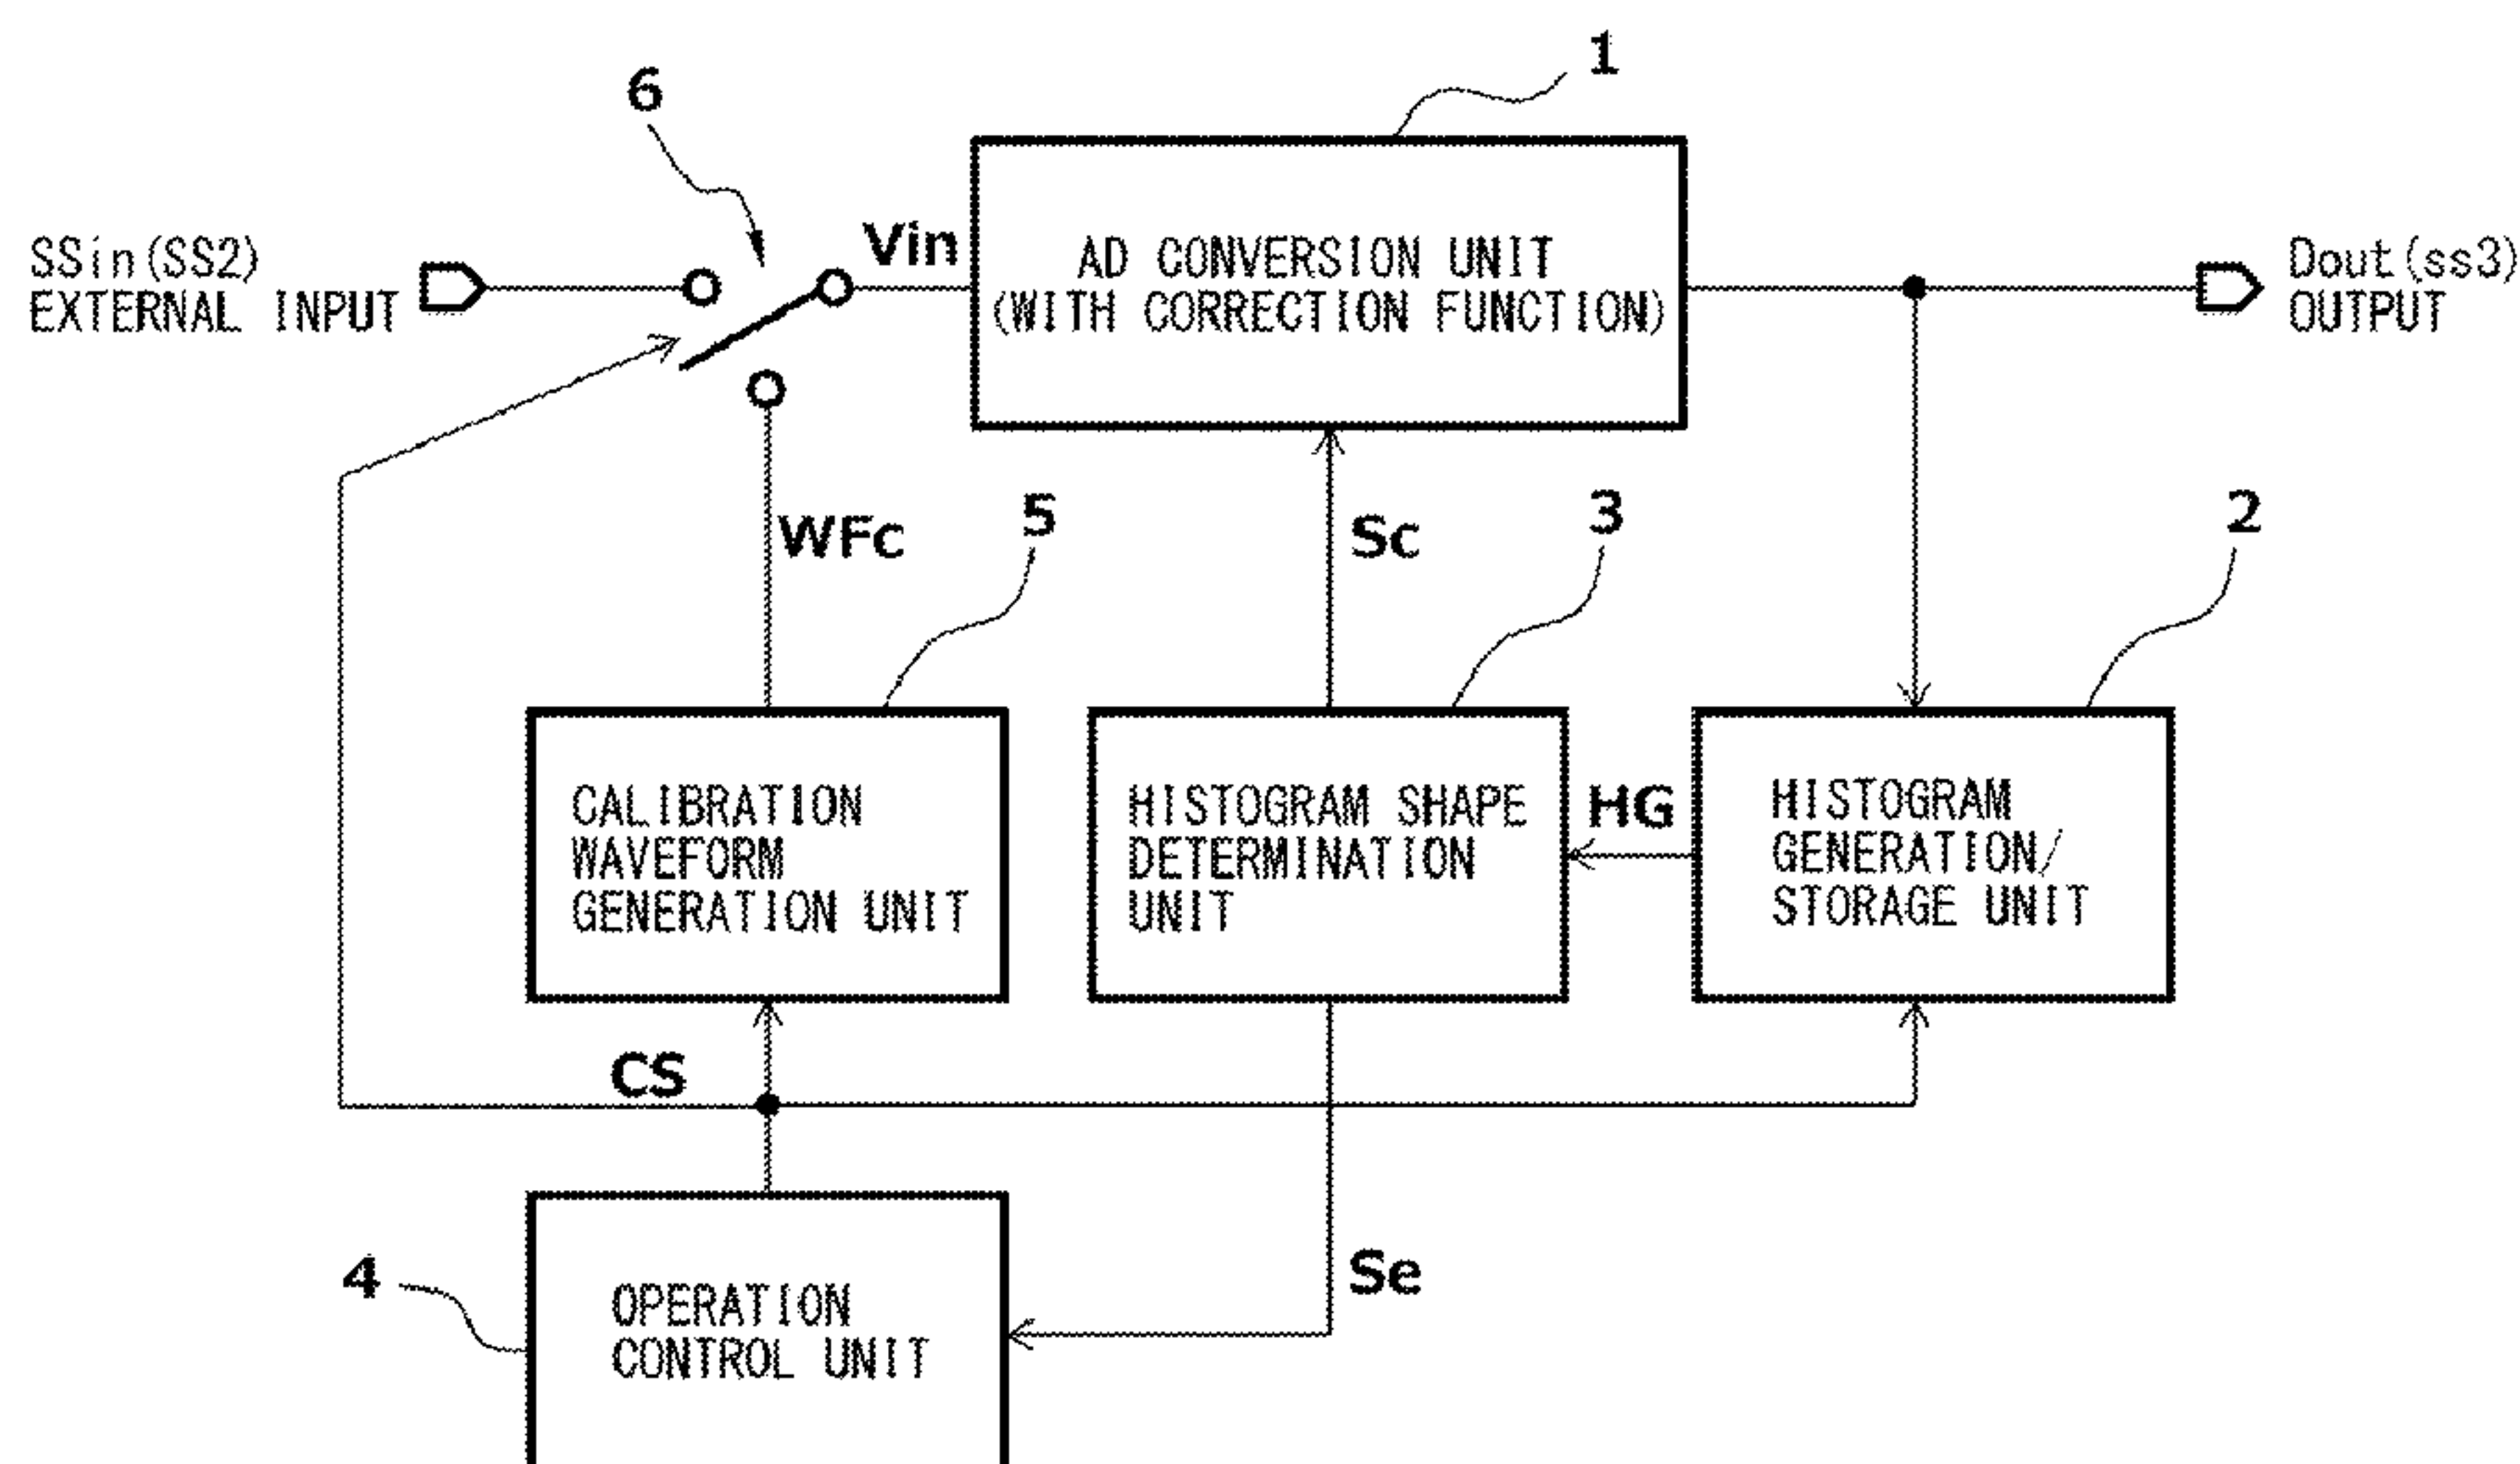 1
6
SSin(SS2)
EXTERNAL INPUT
Vin
AD CONVERSION UNIT
(WITH CORRECTION FUNCTION)
Dout(ss3)
OUTPUT
WFc
5
Sc
3
2
CALIBRATION
WAVEFORM
GENERATION UNIT
HISTOGRAM SHAPE
DETERMINATION
UNIT
HG
HISTOGRAM
GENERATION/
STORAGE UNIT
CS
4
OPERATION
CONTROL UNIT
Se